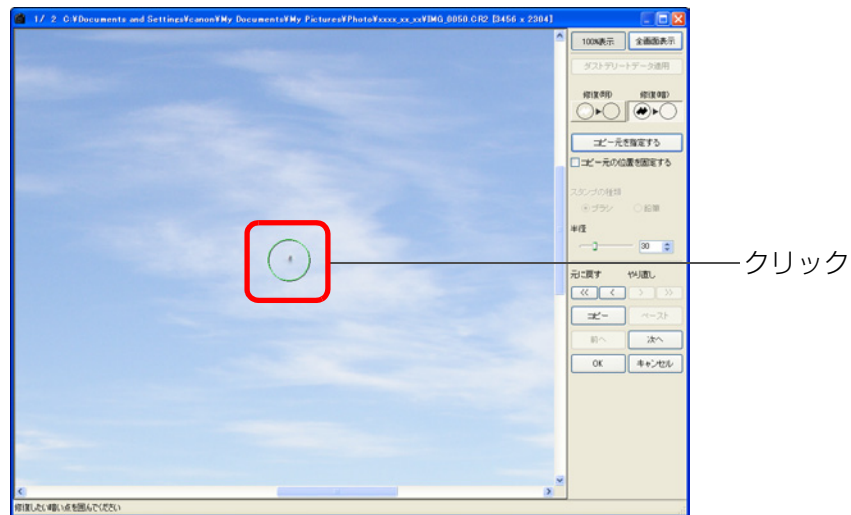 1/ 2 C:¥Documents and Settings¥canon¥My Documents¥My Pictures¥Photo¥xxxx_xx_xx¥IMG_0050.CR2 [3456 x 2304]
100%表示 全画面表示
ダストデリートデータ適用
修復(明) 修復(暗)
コピー元を指定する
コピー元の位置を固定する
スタンプの種類
ブラシ 鉛筆
半径
30
クリック
元に戻す やり直し
<< < > >>
コピー ペースト
前へ 次へ
OK キャンセル
修復したい暗い点を囲んでください